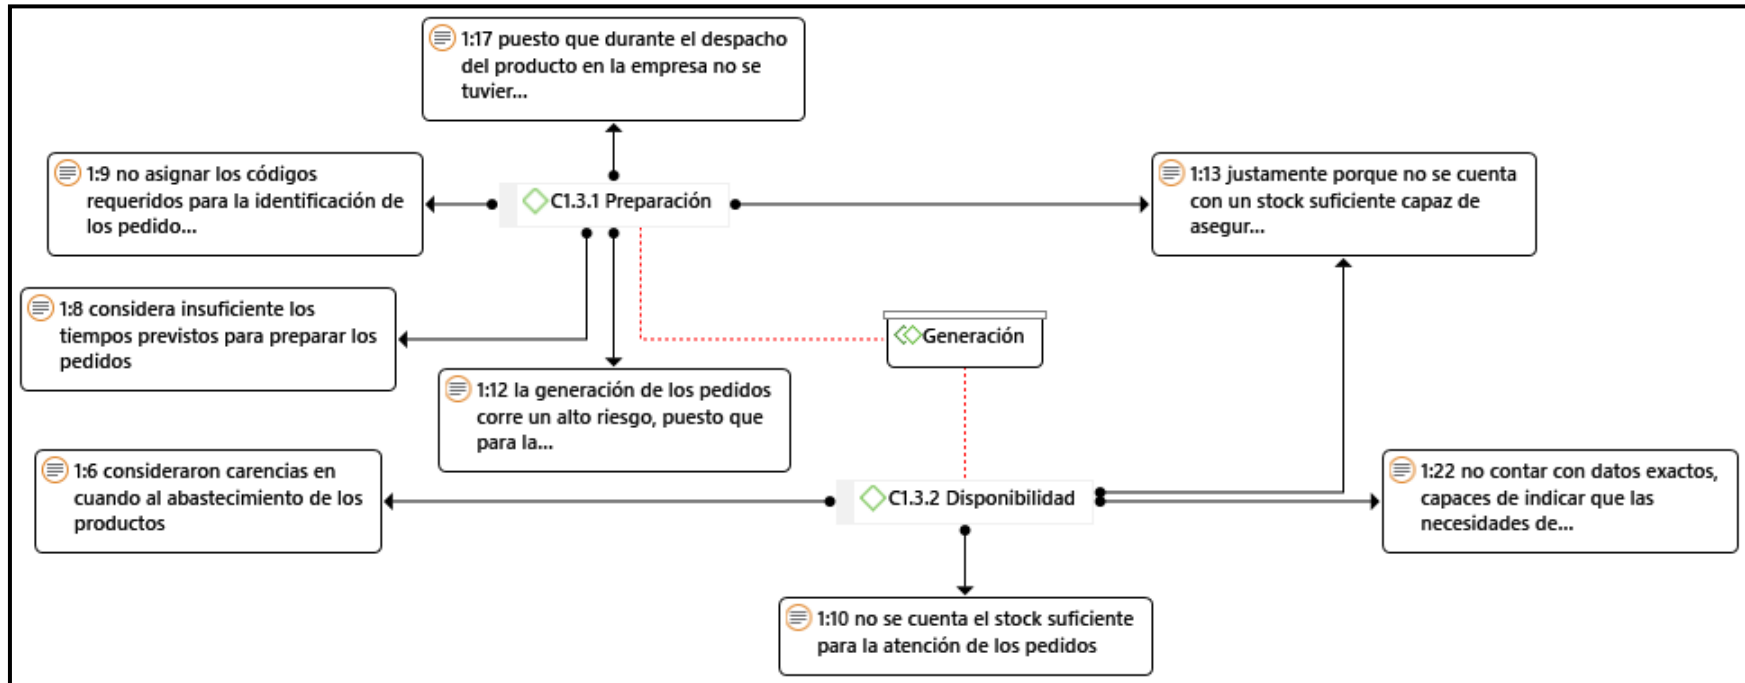 1:17 puesto que durante el despacho
del producto en la empresa no se
tuvier...
1:9 no asignar los códigos
requeridos para la identificación de
los pedido...
C1.3.1 Preparación
1:13 justamente porque no se cuenta
con un stock suficiente capaz de
asegur...
1:8 considera insuficiente los
tiempos previstos para preparar los
pedidos
Generación
1:12 la generación de los pedidos
corre un alto riesgo, puesto que
para la...
1:6 consideraron carencias en
cuando al abastecimiento de los
productos
C1.3.2 Disponibilidad
1:22 no contar con datos exactos,
capaces de indicar que las
necesidades de...
1:10 no se cuenta el stock suficiente
para la atención de los pedidos